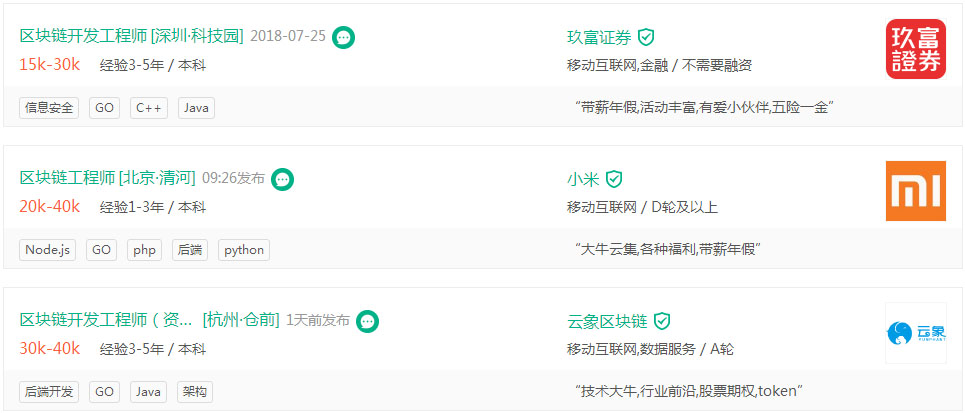 区块链开发工程师 [深圳·科技园] 2018-07-25
15k-30k 经验3-5年 / 本科
信息安全 GO C++ Java
玖富证券
移动互联网,金融 / 不需要融资
“带薪年假,活动丰富,有爱小伙伴,五险一金”
玖富
證券
区块链工程师 [北京·清河] 09:26发布
20k-40k 经验1-3年 / 本科
Node.js GO php 后端 python
小米
移动互联网 / D轮及以上
“大牛云集,各种福利,带薪年假”
mi
区块链开发工程师（资... [杭州·仓前] 1天前发布
30k-40k 经验3-5年 / 本科
后端开发 GO Java 架构
云象区块链
移动互联网,数据服务 / A轮
“技术大牛,行业前沿,股票期权,token”
云象
YUNPHANT